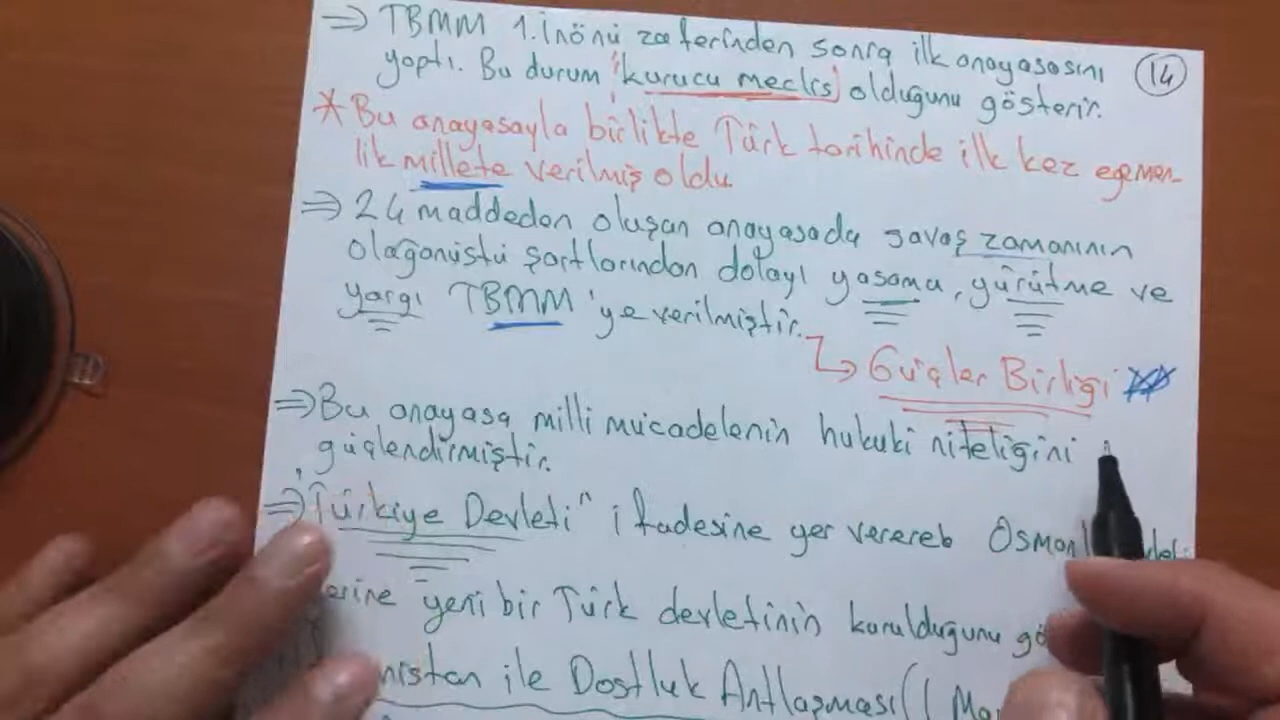 ⇒ TBMM 1. İnönü zaferinden sonra ilk anayasasını
yaptı. Bu durum "kurucu meclis" olduğunu gösterir.
14
* Bu anayasayla birlikte Türk tarihinde ilk kez egemen-
lik millete verilmiş oldu.
⇒ 24 maddeden oluşan anayasada savaş zamanının
olağanüstü şartlarından dolayı yasama, yürütme ve
yargı TBMM'ye verilmiştir.
↳ Güçler Birliği
⇒ Bu anayasa milli mücadelenin hukuki niteliğini
güçlendirmiştir.
⇒ "Türkiye Devleti" ifadesine yer vererek
yeni bir Türk devletinin kurulduğunu
ile Dostluk Antlaşması (1